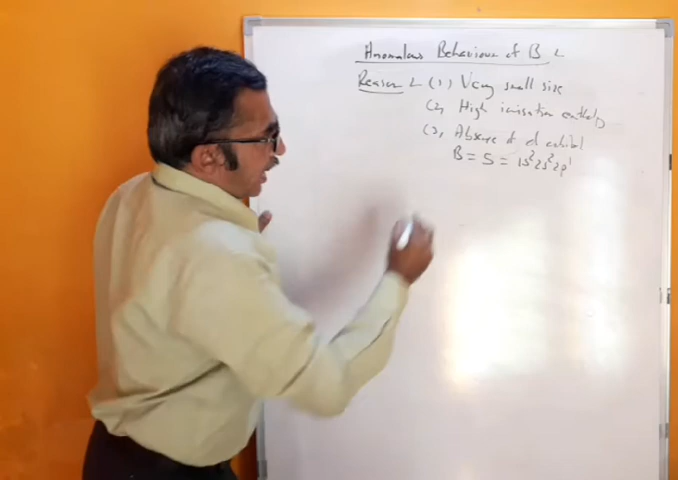 Anomalous Behaviour of B :-
Reason :- (1) Very small size
(2) High ionisation enthalpy
(3) Absence of d orbital
B = 5 = 1s² 2s² 2p¹